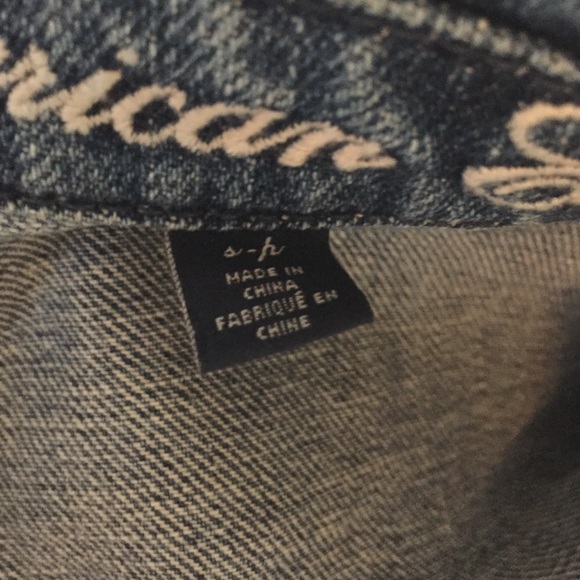 rican
s-p
MADE IN
CHINA
FABRIQUÉ EN
CHINE